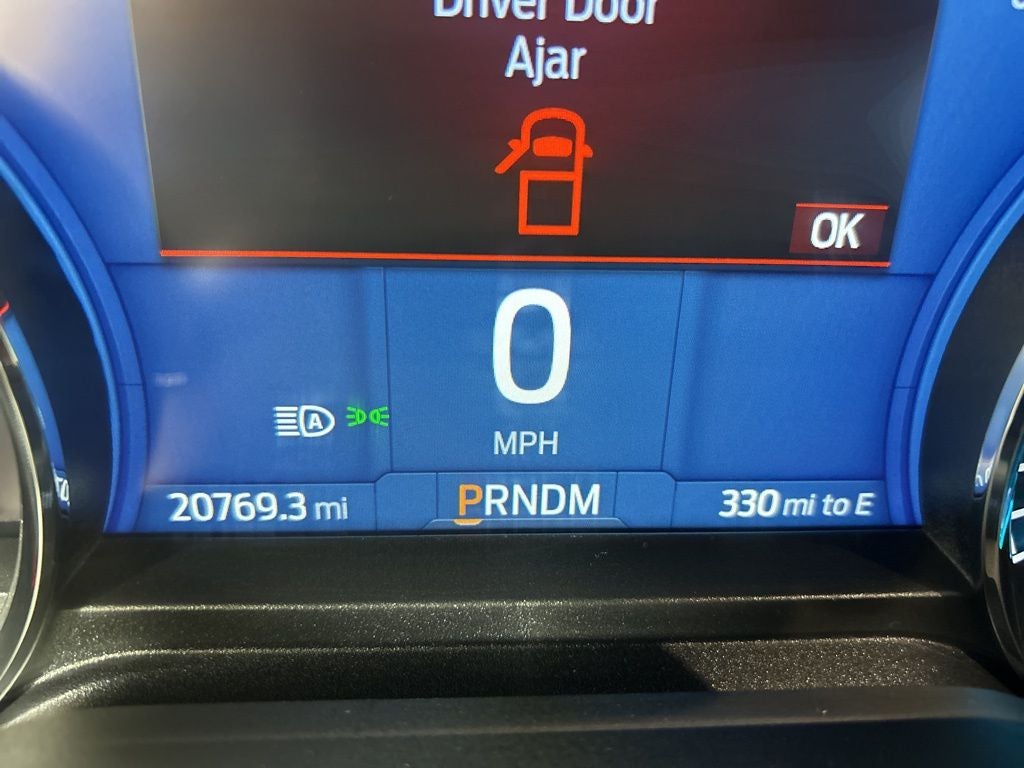 Driver Door
Ajar
OK
0
MPH
A
20769.3 mi
PRNDM
330 mi to E